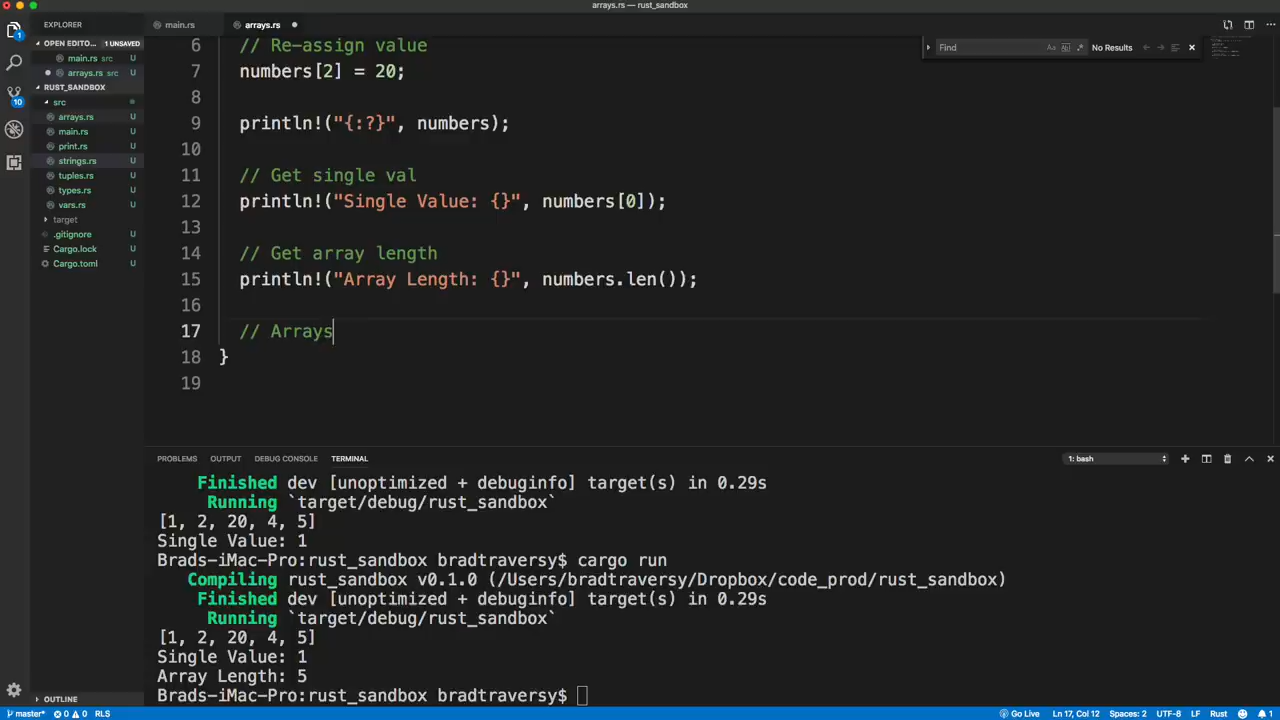 arrays.rs — rust_sandbox
EXPLORER
main.rs
arrays.rs
OPEN EDITO... 1 UNSAVED
main.rs src
arrays.rs src
RUST_SANDBOX
src
arrays.rs U
main.rs U
print.rs U
strings.rs U
tuples.rs U
types.rs U
vars.rs U
target
.gitignore U
Cargo.lock U
Cargo.toml U
OUTLINE
1
10
Find
Aa Abl .*
No Results
6 // Re-assign value
7 numbers[2] = 20;
8
9 println!("{:?}", numbers);
10
11 // Get single val
12 println!("Single Value: {}", numbers[0]);
13
14 // Get array length
15 println!("Array Length: {}", numbers.len());
16
17 // Arrays
18 }
19
PROBLEMS OUTPUT DEBUG CONSOLE TERMINAL
1: bash
Finished dev [unoptimized + debuginfo] target(s) in 0.29s
Running `target/debug/rust_sandbox`
[1, 2, 20, 4, 5]
Single Value: 1
Brads-iMac-Pro:rust_sandbox bradtraversy$ cargo run
Compiling rust_sandbox v0.1.0 (/Users/bradtraversy/Dropbox/code_prod/rust_sandbox)
Finished dev [unoptimized + debuginfo] target(s) in 0.29s
Running `target/debug/rust_sandbox`
[1, 2, 20, 4, 5]
Single Value: 1
Array Length: 5
Brads-iMac-Pro:rust_sandbox bradtraversy$
master* 0 0 RLS
Go Live Ln 17, Col 12 Spaces: 2 UTF-8 LF Rust 1